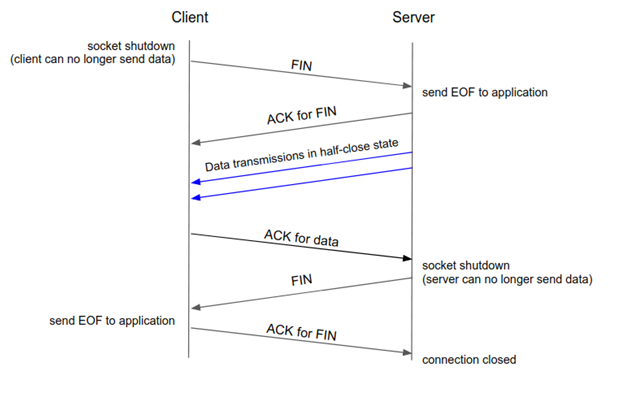 Client
Server
socket shutdown
(client can no longer send data)
FIN
send EOF to application
ACK for FIN
Data transmissions in half-close state
ACK for data
socket shutdown
(server can no longer send data)
FIN
send EOF to application
ACK for FIN
connection closed